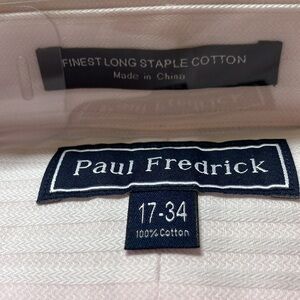 FINEST LONG STAPLE COTTON
Made in China
Paul Fredrick
17-34
100% Cotton